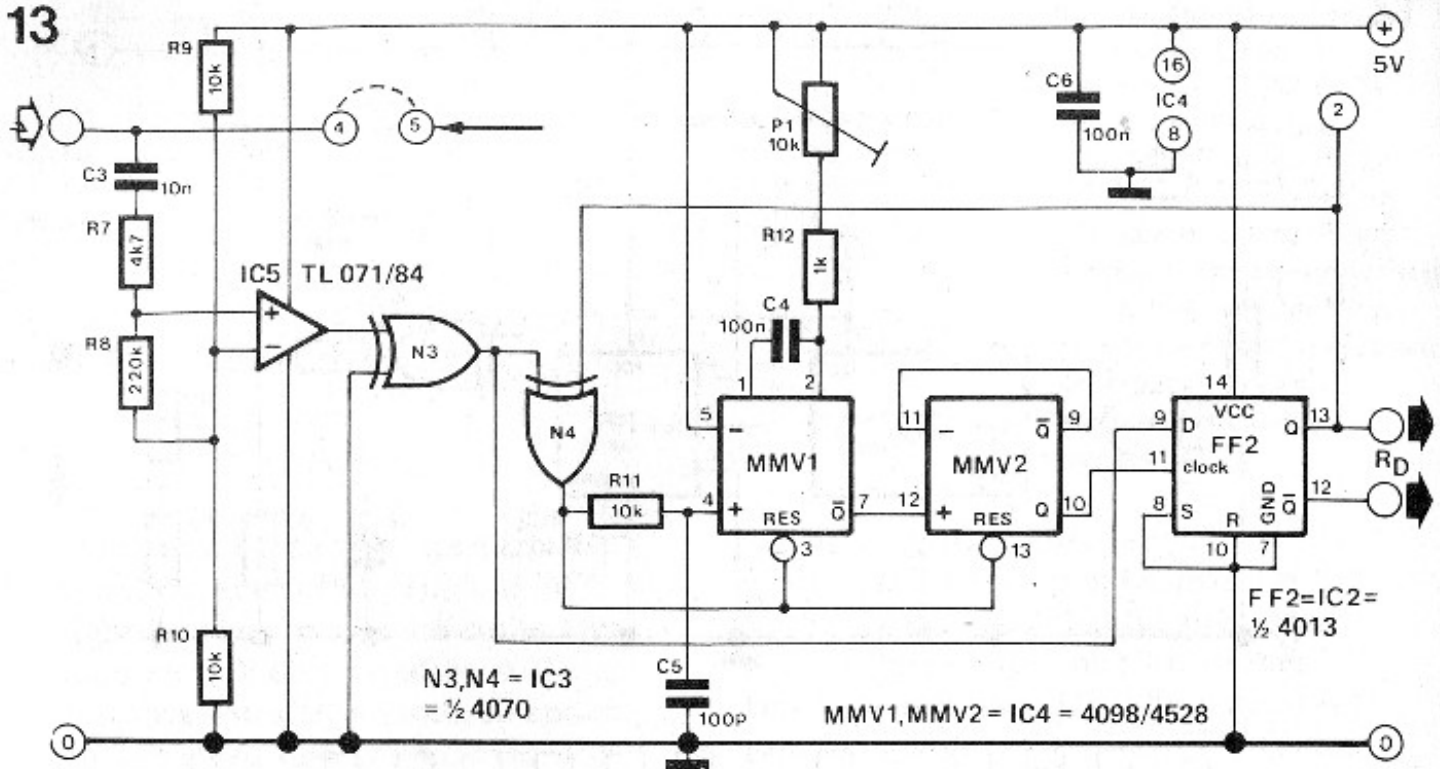 13
R9
10k
4
5
C3
10n
R7
4k7
R8
220k
IC5 TL 071/84
+
−
N3
N4
R10
10k
N3,N4 = IC3
= ½ 4070
P1
10k
R12
1k
C4
100n
R11
10k
C5
100p
1
2
5
−
MMV1
4
+
RES
Q̅
7
3
11
−
Q̅
9
MMV2
12
+
RES
Q
10
13
C6
100n
16
IC4
8
+
5V
2
14
VCC
9
D
FF2
Q
13
11
clock
8
S
R
GND
Q̅
12
10
7
RD
FF2=IC2=
½ 4013
MMV1,MMV2 = IC4 = 4098/4528
0
0